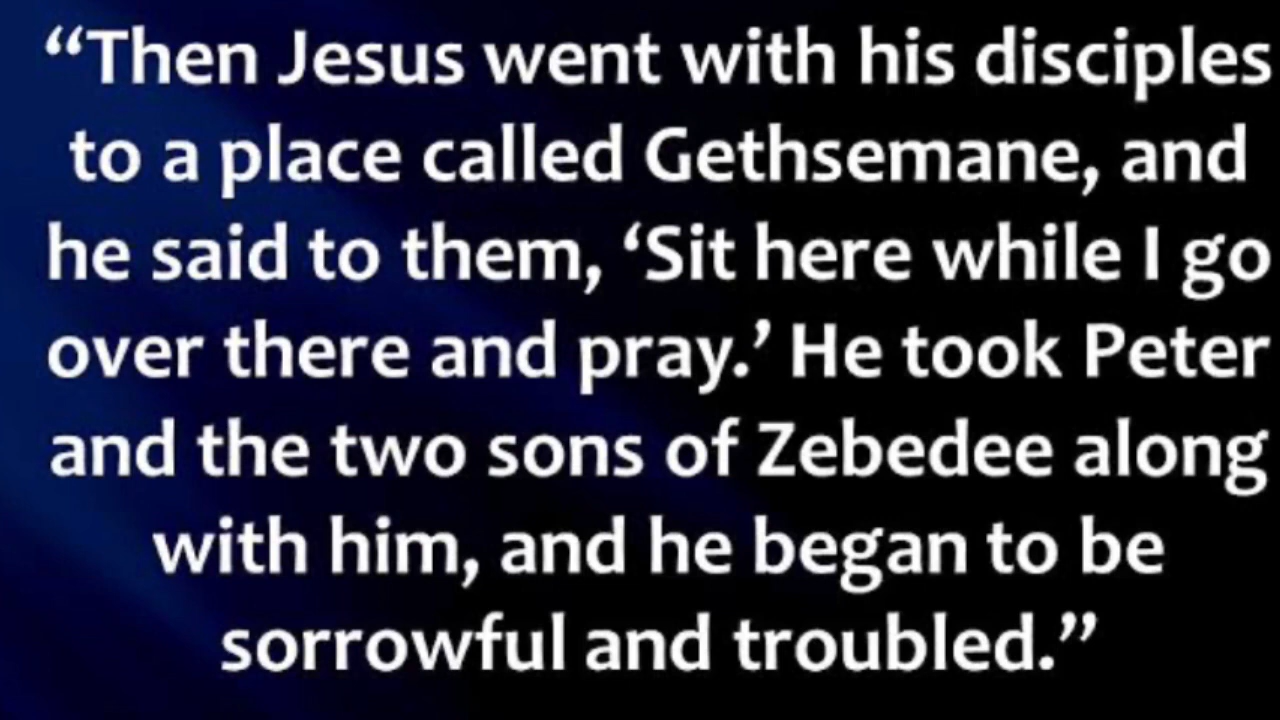 “Then Jesus went with his disciples
to a place called Gethsemane, and
he said to them, ‘Sit here while I go
over there and pray.’ He took Peter
and the two sons of Zebedee along
with him, and he began to be
sorrowful and troubled.”